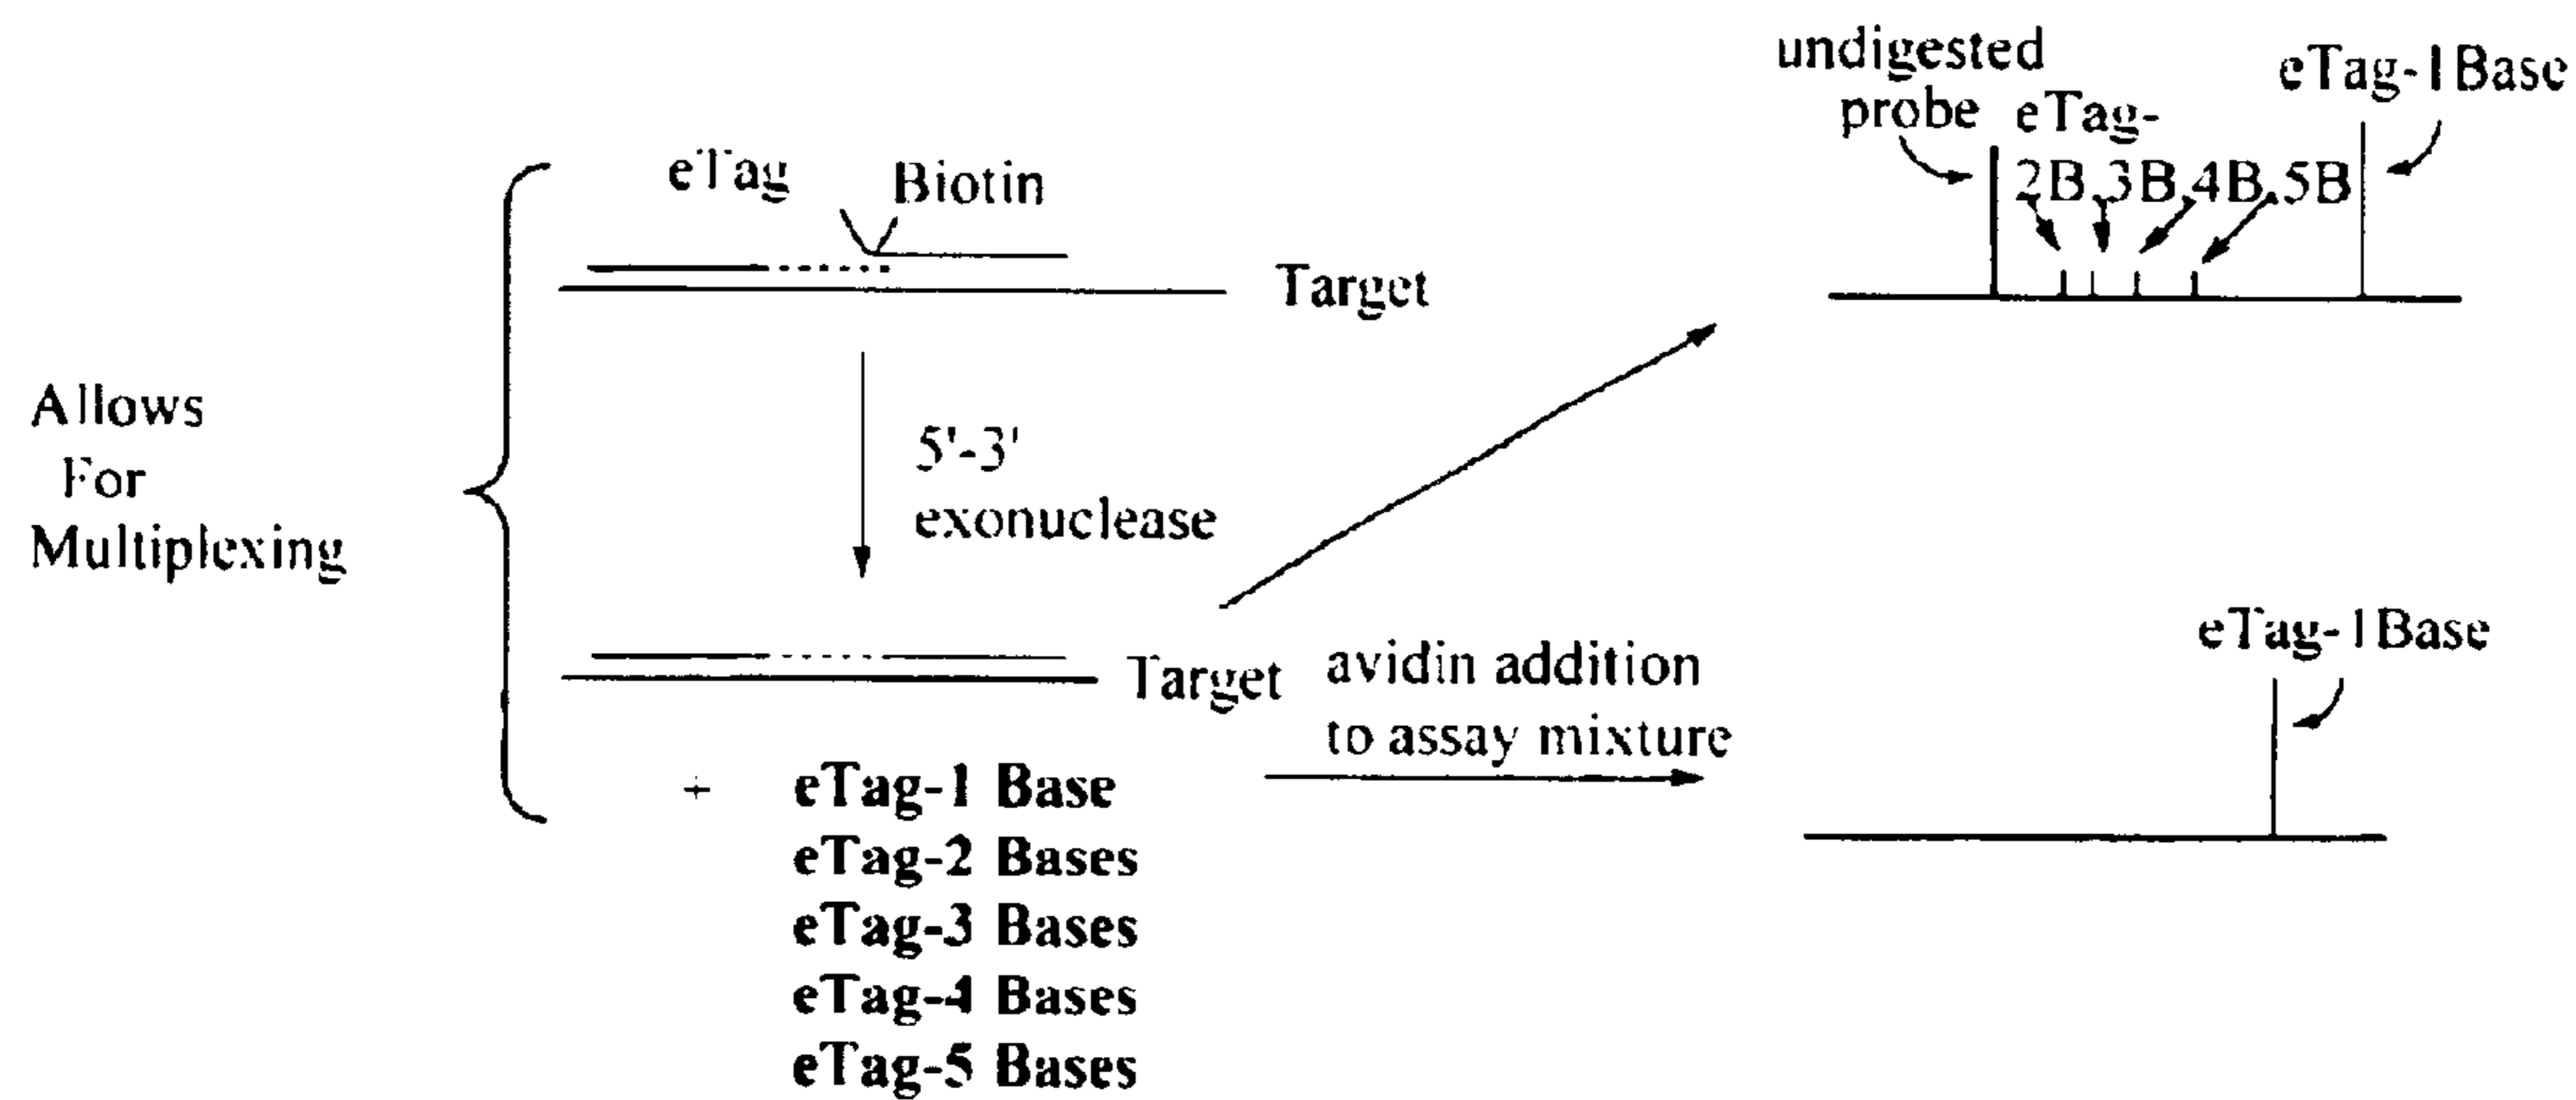 Allows
For
Multiplexing
eTag
Biotin
Target
5'-3'
exonuclease
Target
+ eTag-1 Base
eTag-2 Bases
eTag-3 Bases
eTag-4 Bases
eTag-5 Bases
avidin addition
to assay mixture
undigested
probe
eTag-
2B,3B,4B,5B
eTag-1Base
eTag-1Base